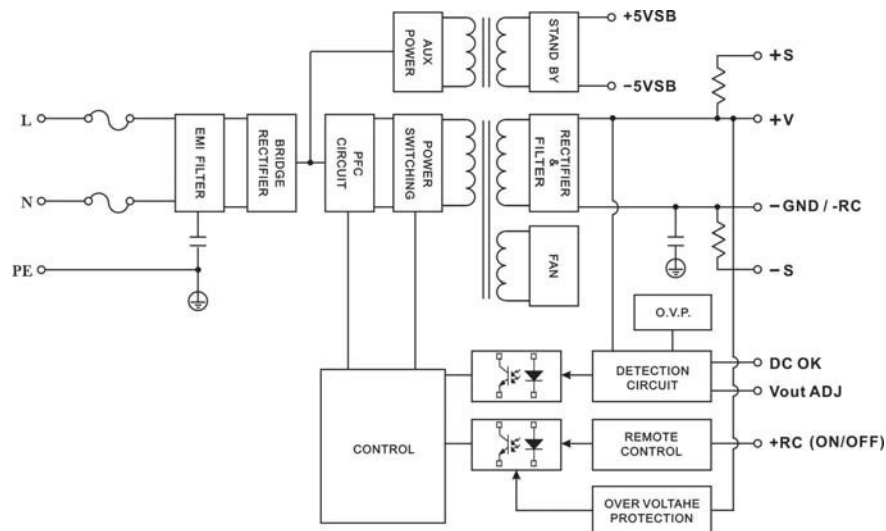 AUX
POWER
STAND BY
+5VSB
−5VSB
+S
L
EMI FILTER
BRIDGE
RECTIFIER
PFC
CIRCUIT
POWER
SWITCHING
RECTIFIER
&
FILTER
+V
N
−GND / -RC
PE
FAN
−S
O.V.P.
DETECTION
CIRCUIT
DC OK
Vout ADJ
CONTROL
REMOTE
CONTROL
+RC (ON/OFF)
OVER VOLTAHE
PROTECTION